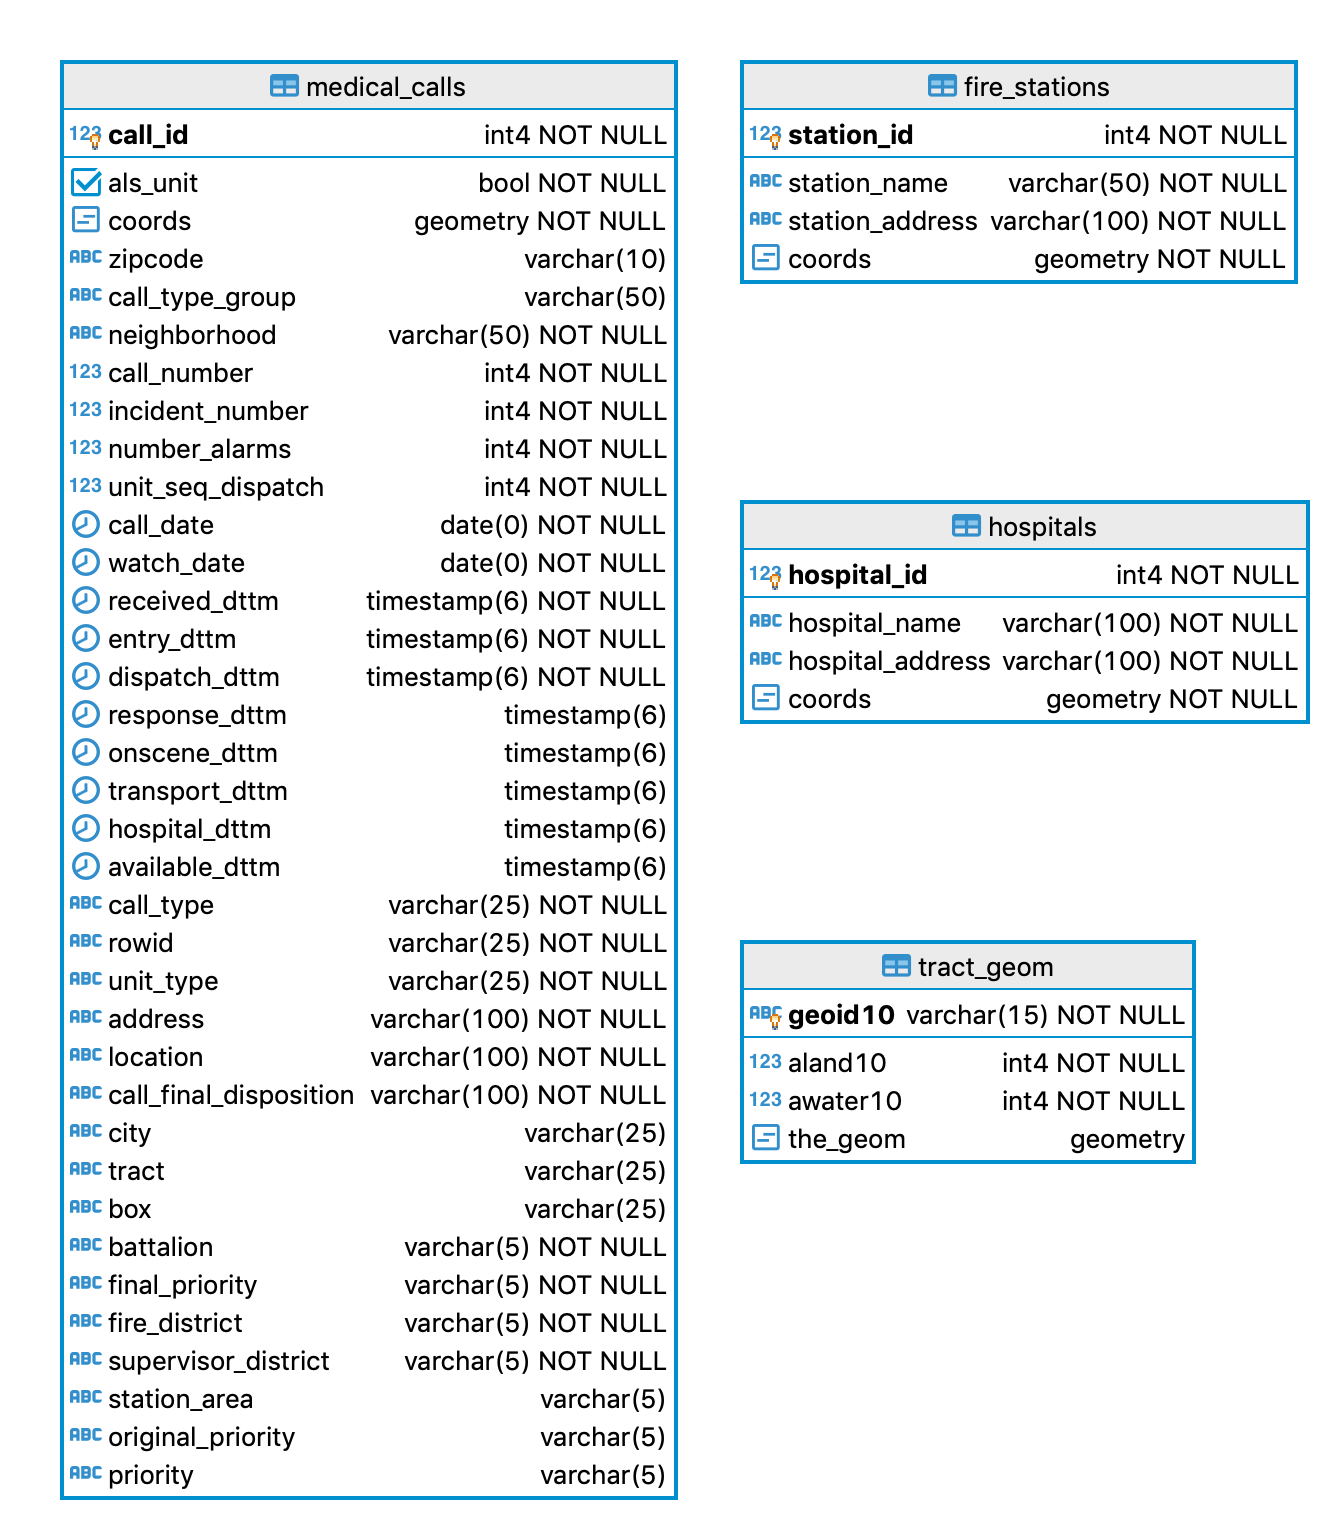 medical_calls
123 call_id int4 NOT NULL
als_unit bool NOT NULL
coords geometry NOT NULL
ABC zipcode varchar(10)
ABC call_type_group varchar(50)
ABC neighborhood varchar(50) NOT NULL
123 call_number int4 NOT NULL
123 incident_number int4 NOT NULL
123 number_alarms int4 NOT NULL
123 unit_seq_dispatch int4 NOT NULL
call_date date(0) NOT NULL
watch_date date(0) NOT NULL
received_dttm timestamp(6) NOT NULL
entry_dttm timestamp(6) NOT NULL
dispatch_dttm timestamp(6) NOT NULL
response_dttm timestamp(6)
onscene_dttm timestamp(6)
transport_dttm timestamp(6)
hospital_dttm timestamp(6)
available_dttm timestamp(6)
ABC call_type varchar(25) NOT NULL
ABC rowid varchar(25) NOT NULL
ABC unit_type varchar(25) NOT NULL
ABC address varchar(100) NOT NULL
ABC location varchar(100) NOT NULL
ABC call_final_disposition varchar(100) NOT NULL
ABC city varchar(25)
ABC tract varchar(25)
ABC box varchar(25)
ABC battalion varchar(5) NOT NULL
ABC final_priority varchar(5) NOT NULL
ABC fire_district varchar(5) NOT NULL
ABC supervisor_district varchar(5) NOT NULL
ABC station_area varchar(5)
ABC original_priority varchar(5)
ABC priority varchar(5)
fire_stations
123 station_id int4 NOT NULL
ABC station_name varchar(50) NOT NULL
ABC station_address varchar(100) NOT NULL
coords geometry NOT NULL
hospitals
123 hospital_id int4 NOT NULL
ABC hospital_name varchar(100) NOT NULL
ABC hospital_address varchar(100) NOT NULL
coords geometry NOT NULL
tract_geom
ABC geoid10 varchar(15) NOT NULL
123 aland10 int4 NOT NULL
123 awater10 int4 NOT NULL
the_geom geometry